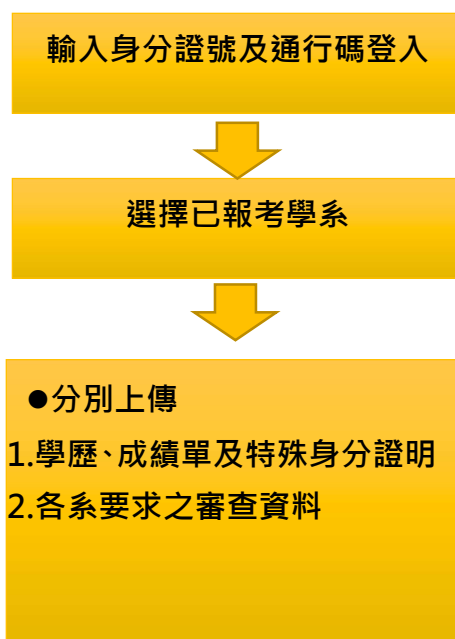 輸入身分證號及通行碼登入
選擇已報考學系
●分別上傳
1.學歷、成績單及特殊身分證明
2.各系要求之審查資料